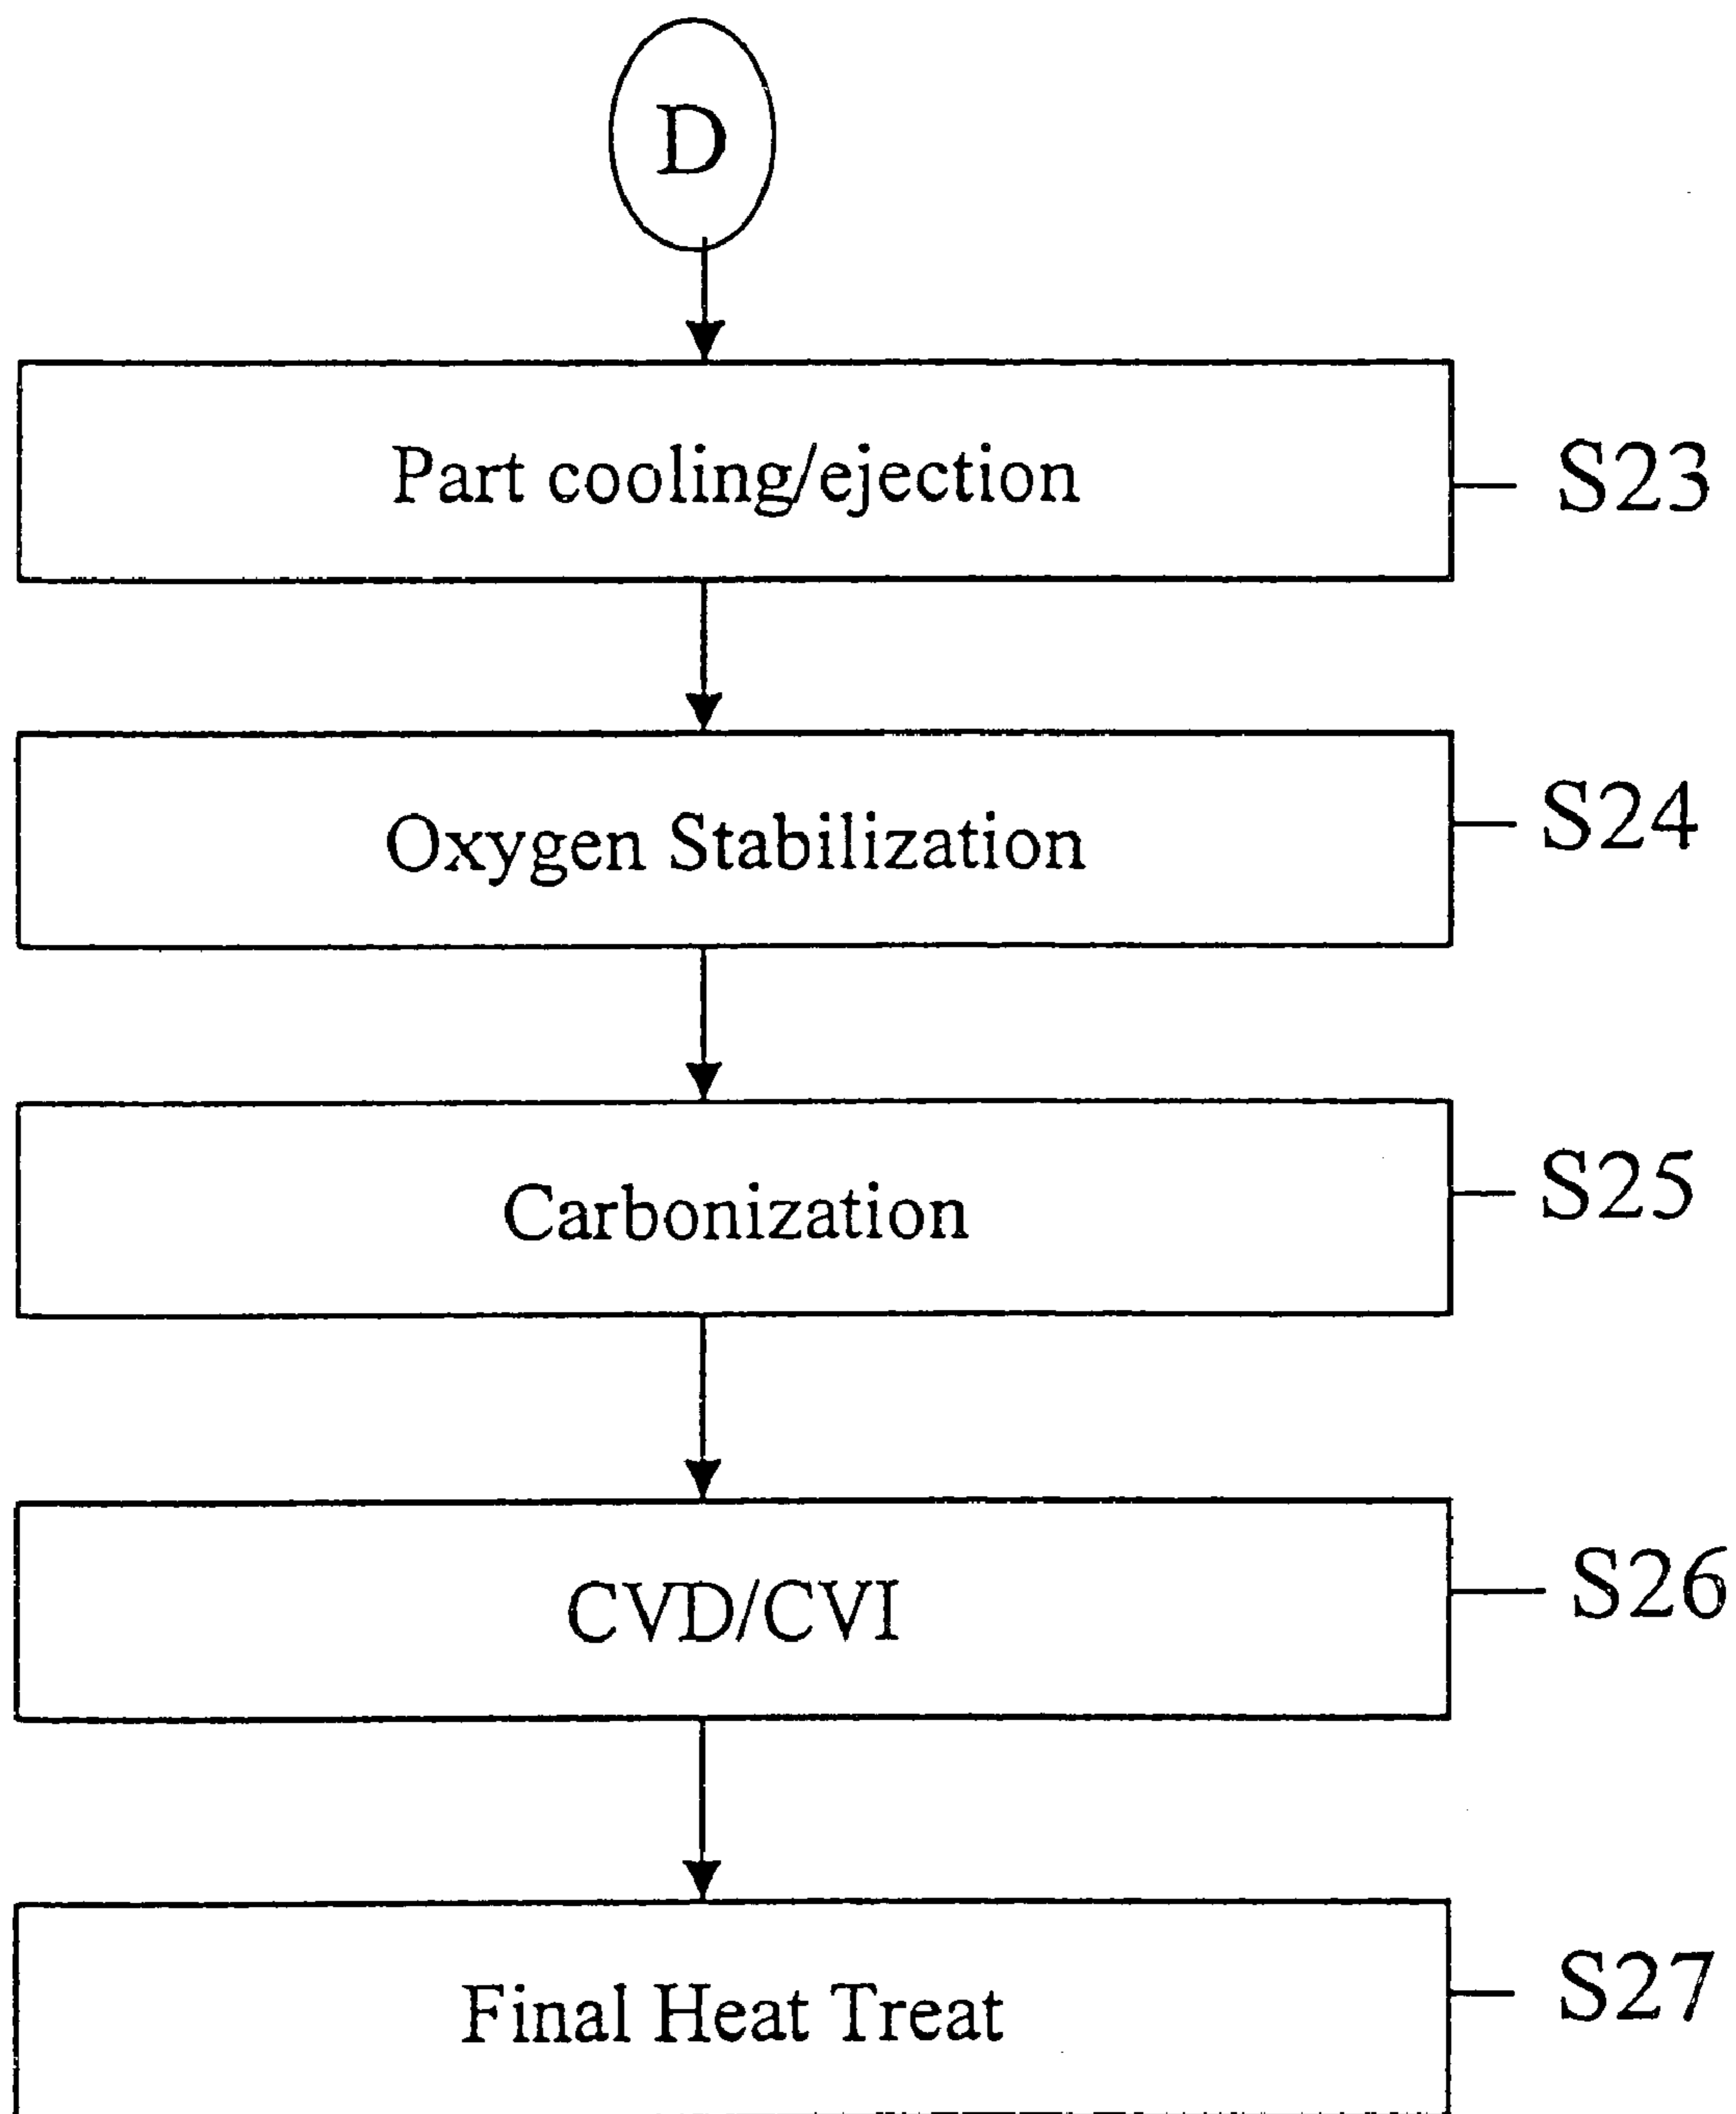 D
Part cooling/ejection
S23
Oxygen Stabilization
S24
Carbonization
S25
CVD/CVI
S26
Final Heat Treat
S27